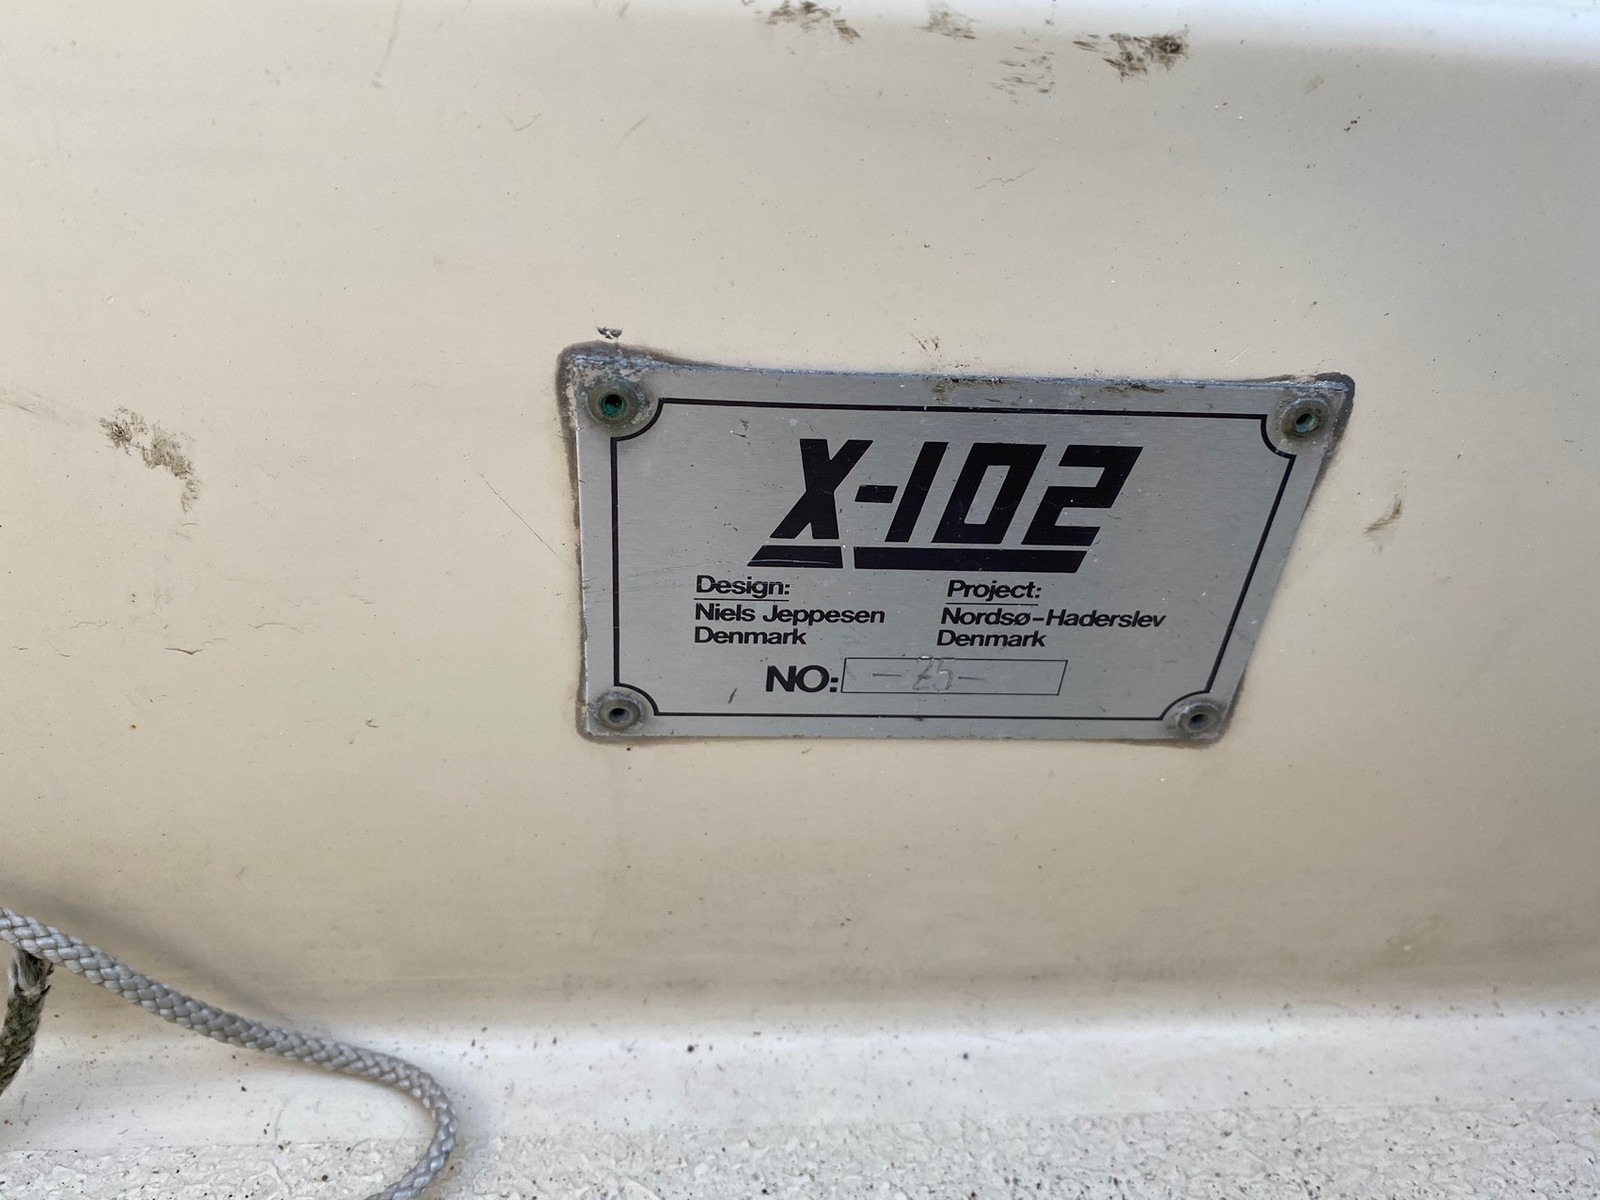 X-102
Design:
Niels Jeppesen
Denmark
Project:
Nordsø-Haderslev
Denmark
NO: -25-